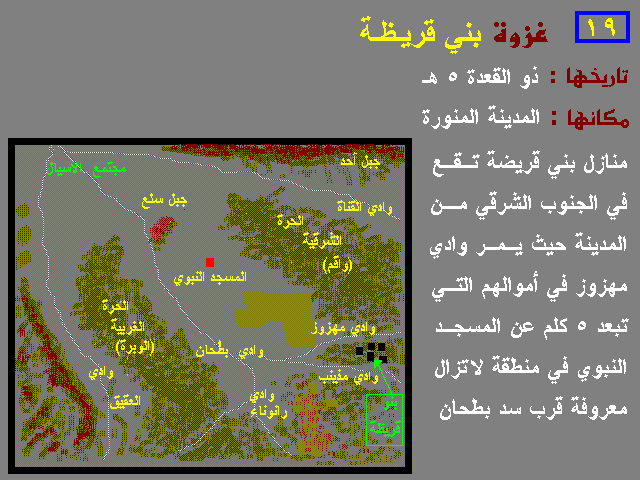 ١٩
غزوة بني قريظة
تاريخها : ذو القعدة ٥ هـ
مكانها : المدينة المنورة
منازل بني قريضة تقع
في الجنوب الشرقي من
المدينة حيث يمر وادي
مهزوز في أموالهم التي
تبعد ٥ كلم عن المسجد
النبوي في منطقة لاتزال
معروفة قرب سد بطحان
جبل أحد
مجتمع الاسيال
جبل سلع
وادي القناة
الحرة
الشرقية
(واقم)
المسجد النبوي
الحرة
الغربية
(الوبرة)
وادي مهزوز
وادي بطحان
وادي
العقيق
وادي مذينب
وادي
رانوناء
بنو
قريظة